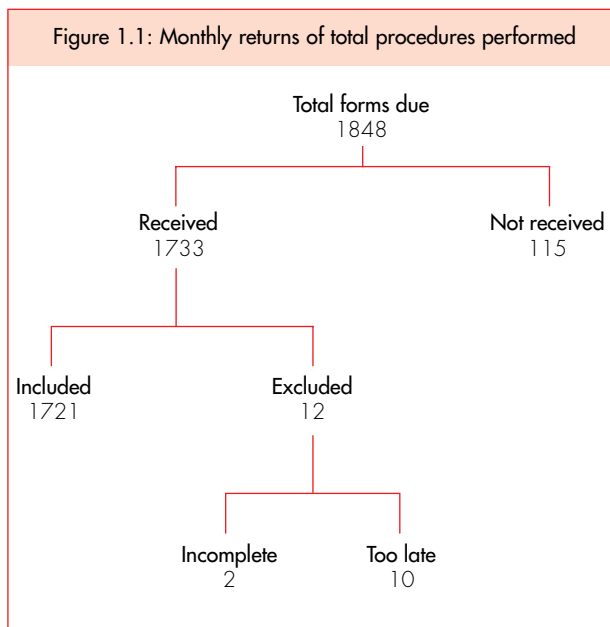 Figure 1.1: Monthly returns of total procedures performed
Total forms due
1848
Received
1733
Not received
115
Included
1721
Excluded
12
Incomplete
2
Too late
10